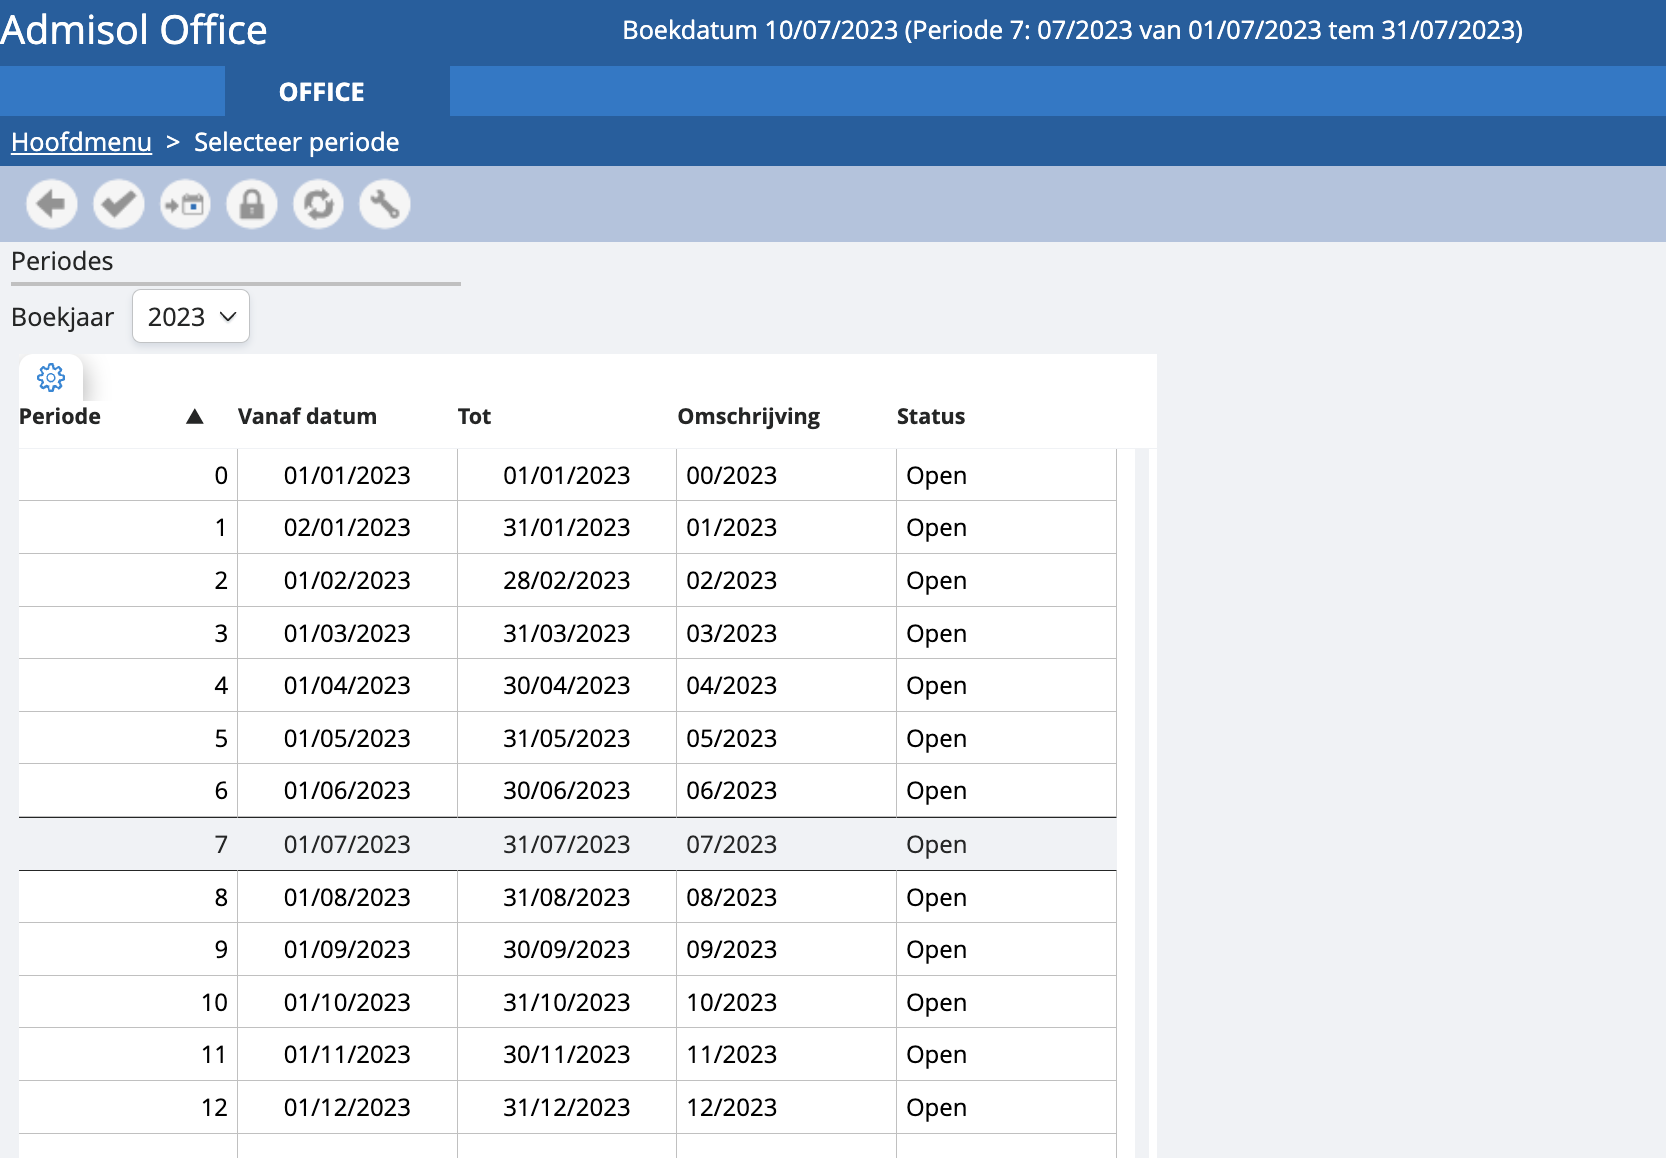 Admisol Office
Boekdatum 10/07/2023 (Periode 7: 07/2023 van 01/07/2023 tem 31/07/2023)
OFFICE
Hoofdmenu > Selecteer periode
Periodes
Boekjaar 2023
Periode ▲ Vanaf datum Tot Omschrijving Status
0 01/01/2023 01/01/2023 00/2023 Open
1 02/01/2023 31/01/2023 01/2023 Open
2 01/02/2023 28/02/2023 02/2023 Open
3 01/03/2023 31/03/2023 03/2023 Open
4 01/04/2023 30/04/2023 04/2023 Open
5 01/05/2023 31/05/2023 05/2023 Open
6 01/06/2023 30/06/2023 06/2023 Open
7 01/07/2023 31/07/2023 07/2023 Open
8 01/08/2023 31/08/2023 08/2023 Open
9 01/09/2023 30/09/2023 09/2023 Open
10 01/10/2023 31/10/2023 10/2023 Open
11 01/11/2023 30/11/2023 11/2023 Open
12 01/12/2023 31/12/2023 12/2023 Open